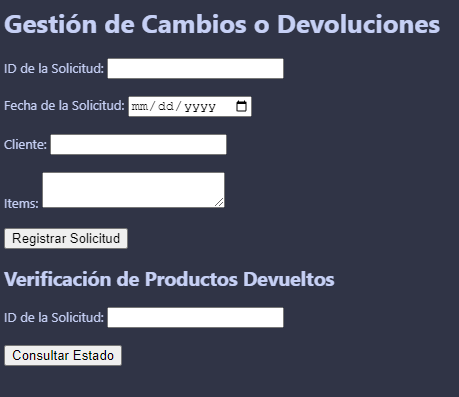 Gestión de Cambios o Devoluciones
ID de la Solicitud:
Fecha de la Solicitud: mm/dd/yyyy
Cliente:
Items:
Registrar Solicitud
Verificación de Productos Devueltos
ID de la Solicitud:
Consultar Estado